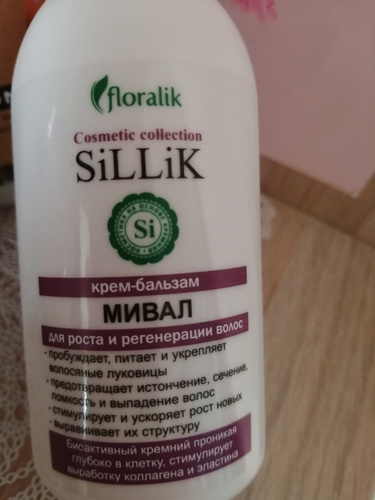 floralik
Cosmetic collection
SiLLiK
Si
крем-бальзам
МИВАЛ
для роста и регенерации волос
- пробуждает, питает и укрепляет
волосяные луковицы
- предотвращает истончение, сечение,
ломкость и выпадение волос
- стимулирует и ускоряет рост новых
- выравнивает их структуру
Биоактивный кремний проникая
глубоко в клетку, стимулирует
выработку коллагена и эластина